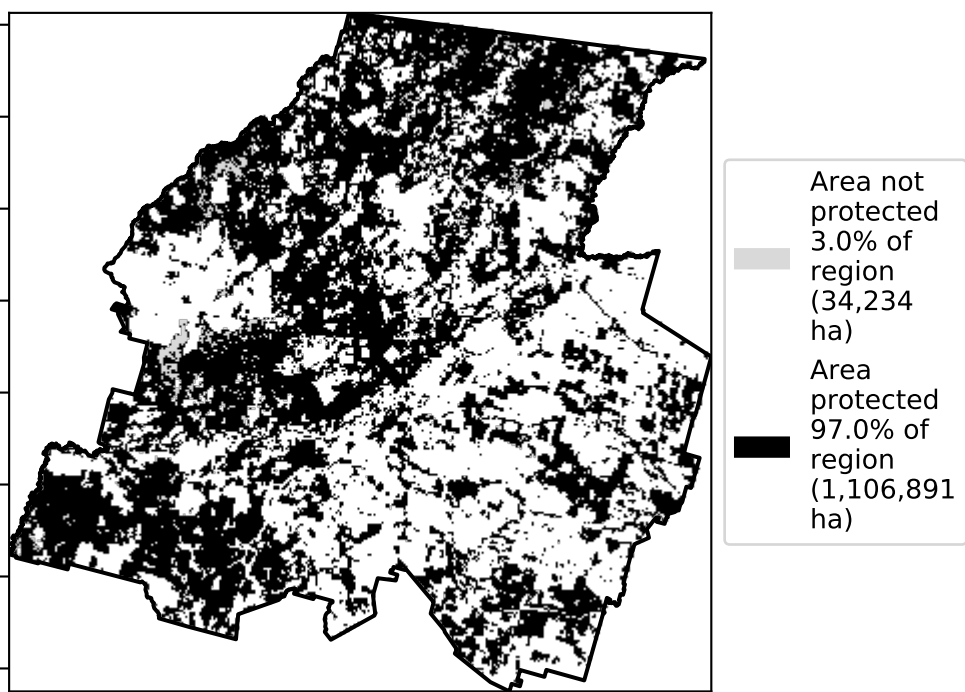 Area not
protected
3.0% of
region
(34,234
ha)
Area
protected
97.0% of
region
(1,106,891
ha)